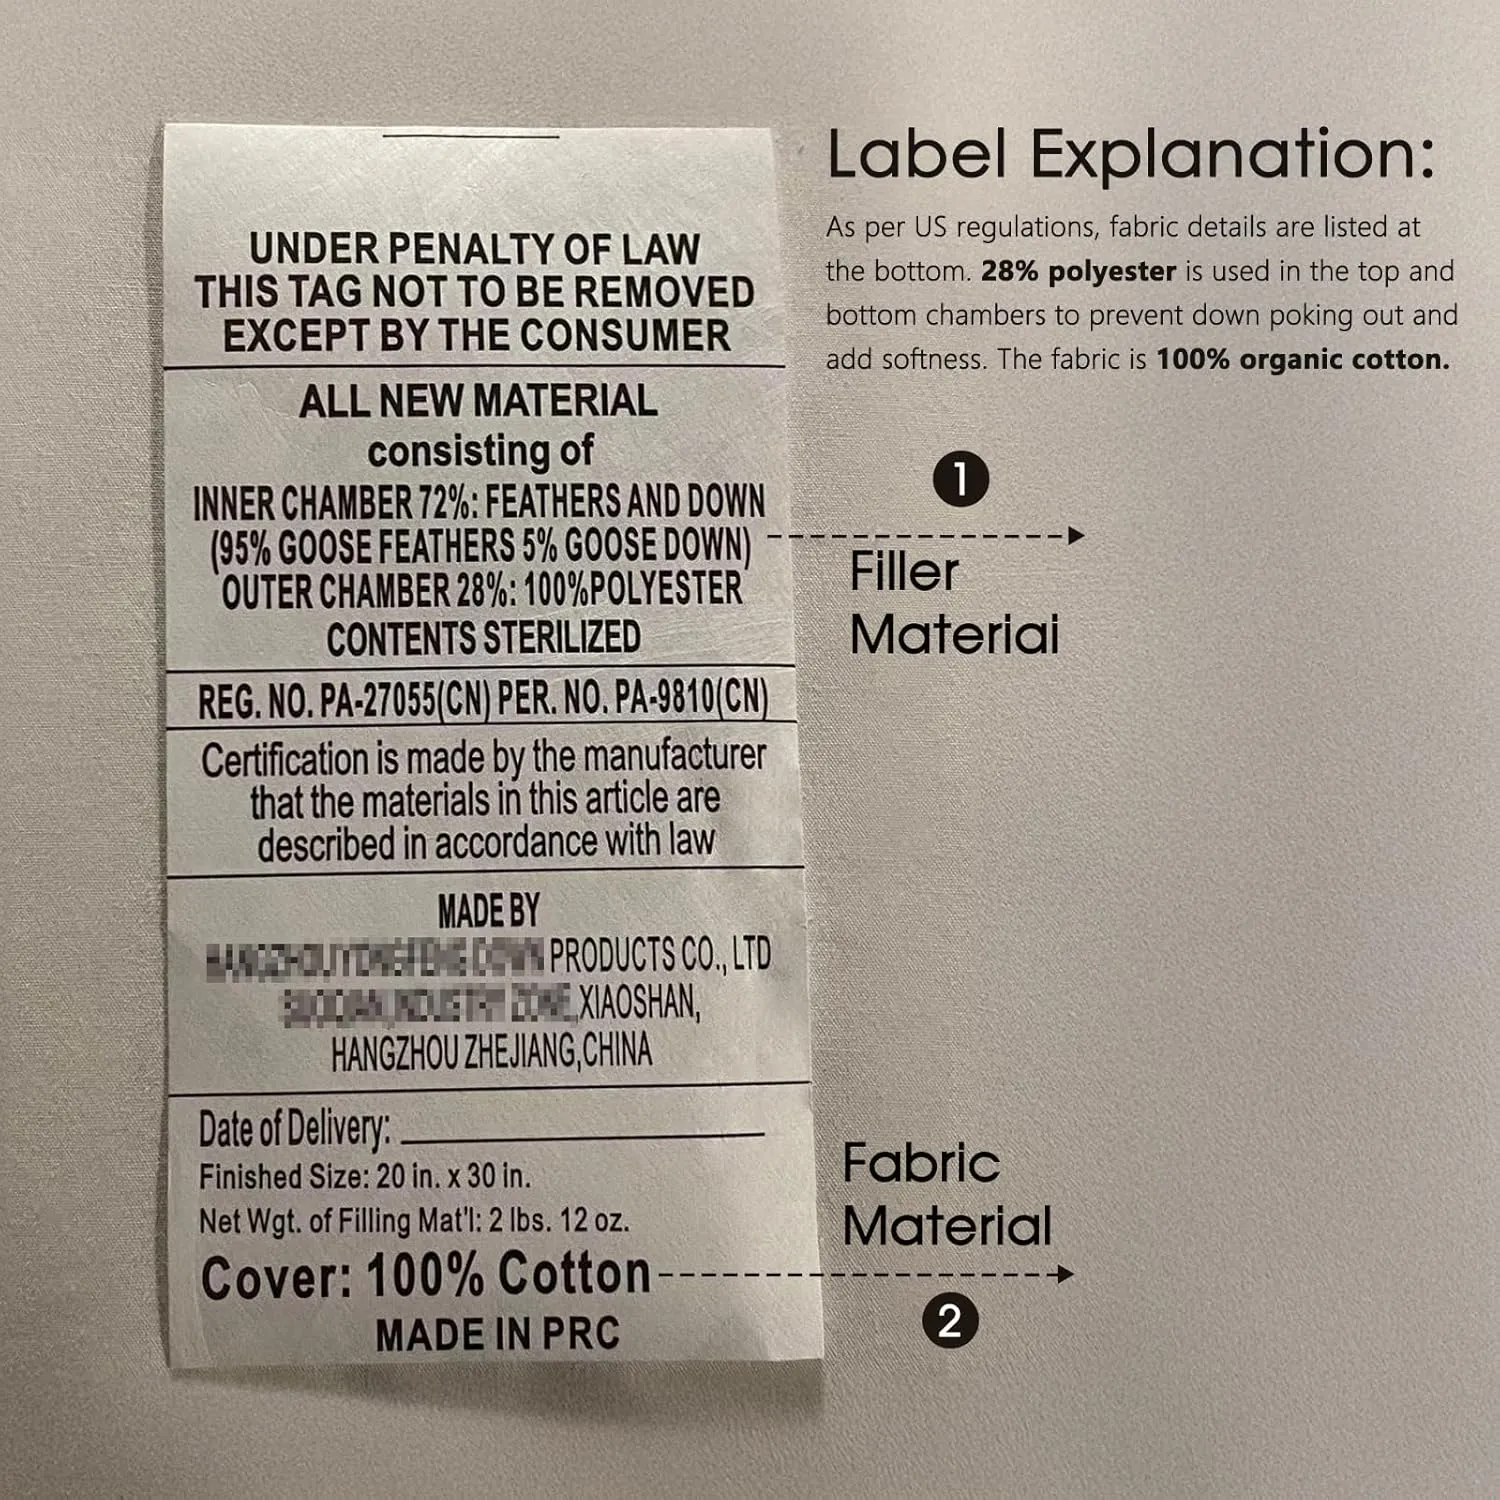 UNDER PENALTY OF LAW
THIS TAG NOT TO BE REMOVED
EXCEPT BY THE CONSUMER
ALL NEW MATERIAL
consisting of
INNER CHAMBER 72%: FEATHERS AND DOWN
(95% GOOSE FEATHERS 5% GOOSE DOWN)
OUTER CHAMBER 28%: 100%POLYESTER
CONTENTS STERILIZED
REG. NO. PA-27055(CN) PER. NO. PA-9810(CN)
Certification is made by the manufacturer
that the materials in this article are
described in accordance with law
MADE BY
PRODUCTS CO., LTD
XIAOSHAN,
HANGZHOU ZHEJIANG,CHINA
Date of Delivery:
Finished Size: 20 in. x 30 in.
Net Wgt. of Filling Mat'l: 2 lbs. 12 oz.
Cover: 100% Cotton
MADE IN PRC
Label Explanation:
As per US regulations, fabric details are listed at
the bottom. 28% polyester is used in the top and
bottom chambers to prevent down poking out and
add softness. The fabric is 100% organic cotton.
1
Filler
Materiai
Fabric
Material
2